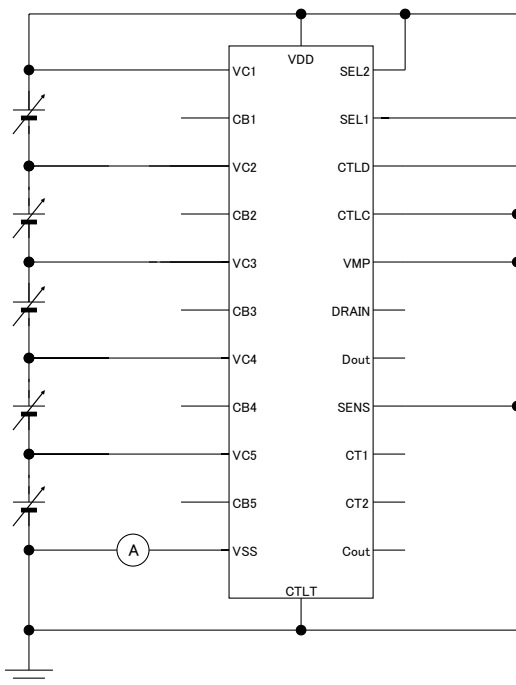 VDD
VC1 SEL2
CB1 SEL1
VC2 CTLD
CB2 CTLC
VC3 VMP
CB3 DRAIN
VC4 Dout
CB4 SENS
VC5 CT1
CB5 CT2
A VSS Cout
CTLT